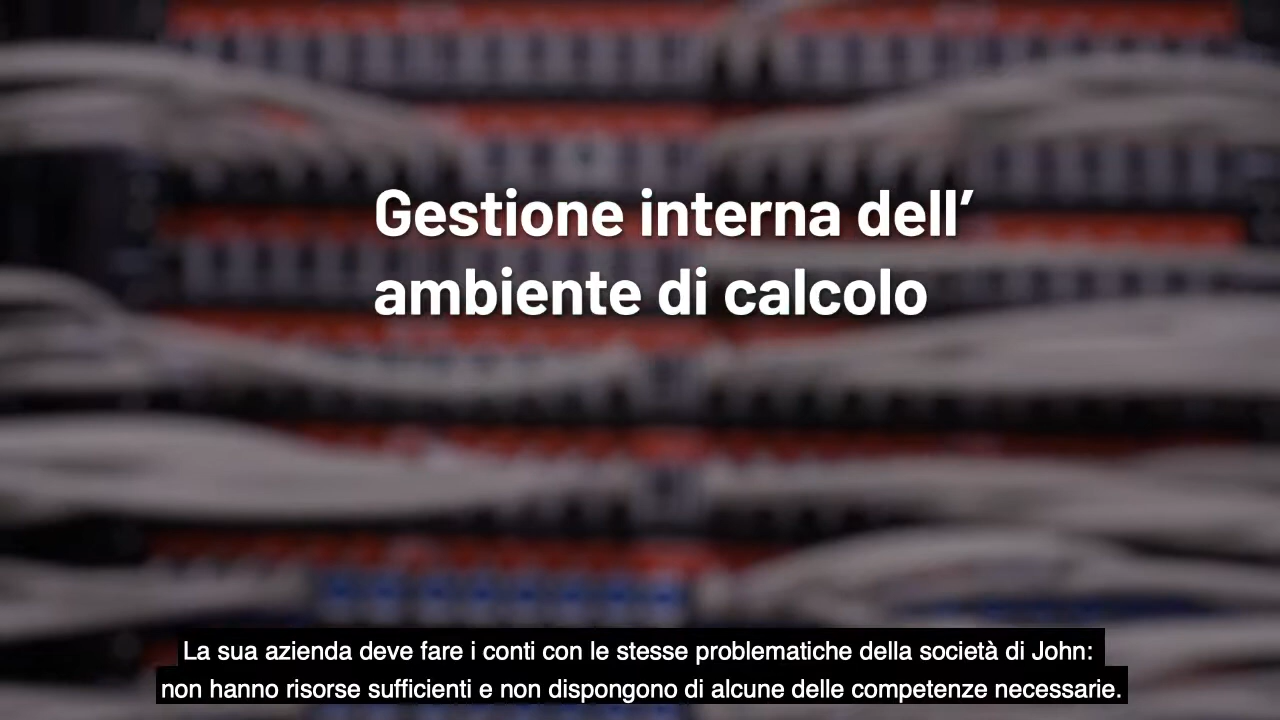 Gestione interna dell’
ambiente di calcolo
La sua azienda deve fare i conti con le stesse problematiche della società di John:
non hanno risorse sufficienti e non dispongono di alcune delle competenze necessarie.